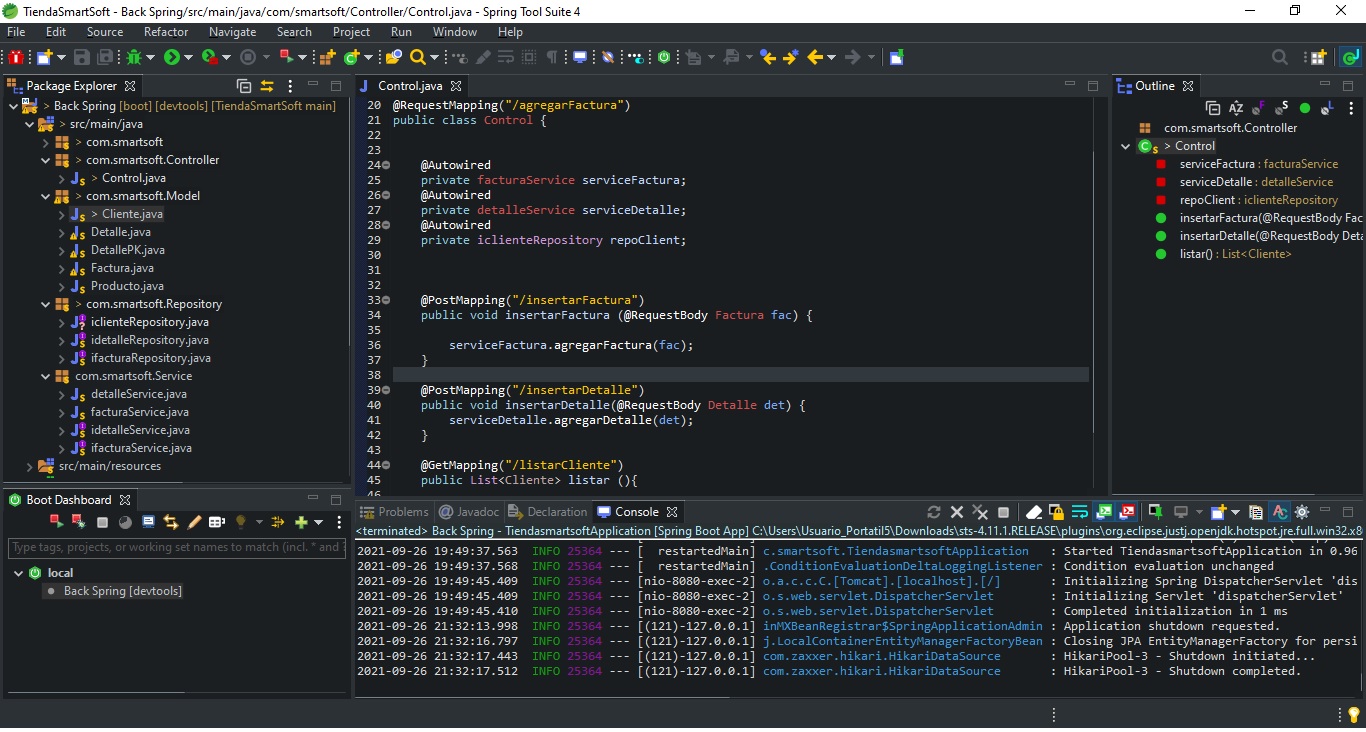 TiendaSmartSoft - Back Spring/src/main/java/com/smartsoft/Controller/Control.java - Spring Tool Suite 4
File Edit Source Refactor Navigate Search Project Run Window Help
Package Explorer
> Back Spring [boot] [devtools] [TiendaSmartSoft main]
> src/main/java
> com.smartsoft
> com.smartsoft.Controller
> Control.java
> com.smartsoft.Model
> Cliente.java
Detalle.java
DetallePK.java
Factura.java
Producto.java
> com.smartsoft.Repository
iclienteRepository.java
idetalleRepository.java
ifacturaRepository.java
com.smartsoft.Service
detalleService.java
facturaService.java
idetalleService.java
ifacturaService.java
src/main/resources
Boot Dashboard
Type tags, projects, or working set names to match (incl. * and
local
Back Spring [devtools]
Control.java
20 @RequestMapping("/agregarFactura")
21 public class Control {
22
23
24 @Autowired
25 private facturaService serviceFactura;
26 @Autowired
27 private detalleService serviceDetalle;
28 @Autowired
29 private iclienteRepository repoClient;
30
31
32
33 @PostMapping("/insertarFactura")
34 public void insertarFactura (@RequestBody Factura fac) {
35
36 serviceFactura.agregarFactura(fac);
37 }
38
39 @PostMapping("/insertarDetalle")
40 public void insertarDetalle(@RequestBody Detalle det) {
41 serviceDetalle.agregarDetalle(det);
42 }
43
44 @GetMapping("/listarCliente")
45 public List<Cliente> listar (){
46
Outline
com.smartsoft.Controller
> Control
serviceFactura : facturaService
serviceDetalle : detalleService
repoClient : iclienteRepository
insertarFactura(@RequestBody Fac
insertarDetalle(@RequestBody Deta
listar() : List<Cliente>
Problems Javadoc Declaration Console
<terminated> Back Spring - TiendasmartsoftApplication [Spring Boot App] C:\Users\Usuario_Portatil5\Downloads\sts-4.11.1.RELEASE\plugins\org.eclipse.justj.openjdk.hotspot.jre.full.win32.x8
2021-09-26 19:49:37.563 INFO 25364 --- [ restartedMain] c.smartsoft.TiendasmartsoftApplication : Started TiendasmartsoftApplication in 0.96
2021-09-26 19:49:37.568 INFO 25364 --- [ restartedMain] .ConditionEvaluationDeltaLoggingListener : Condition evaluation unchanged
2021-09-26 19:49:45.409 INFO 25364 --- [nio-8080-exec-2] o.a.c.c.C.[Tomcat].[localhost].[/] : Initializing Spring DispatcherServlet 'dis
2021-09-26 19:49:45.409 INFO 25364 --- [nio-8080-exec-2] o.s.web.servlet.DispatcherServlet : Initializing Servlet 'dispatcherServlet'
2021-09-26 19:49:45.410 INFO 25364 --- [nio-8080-exec-2] o.s.web.servlet.DispatcherServlet : Completed initialization in 1 ms
2021-09-26 21:32:13.998 INFO 25364 --- [(121)-127.0.0.1] inMXBeanRegistrar$SpringApplicationAdmin : Application shutdown requested.
2021-09-26 21:32:16.797 INFO 25364 --- [(121)-127.0.0.1] j.LocalContainerEntityManagerFactoryBean : Closing JPA EntityManagerFactory for persi
2021-09-26 21:32:17.443 INFO 25364 --- [(121)-127.0.0.1] com.zaxxer.hikari.HikariDataSource : HikariPool-3 - Shutdown initiated...
2021-09-26 21:32:17.512 INFO 25364 --- [(121)-127.0.0.1] com.zaxxer.hikari.HikariDataSource : HikariPool-3 - Shutdown completed.